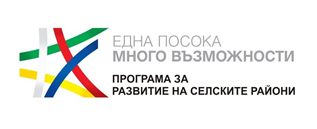 ЕДНА ПОСОКА
МНОГО ВЪЗМОЖНОСТИ
ПРОГРАМА ЗА
РАЗВИТИЕ НА СЕЛСКИТЕ РАЙОНИ